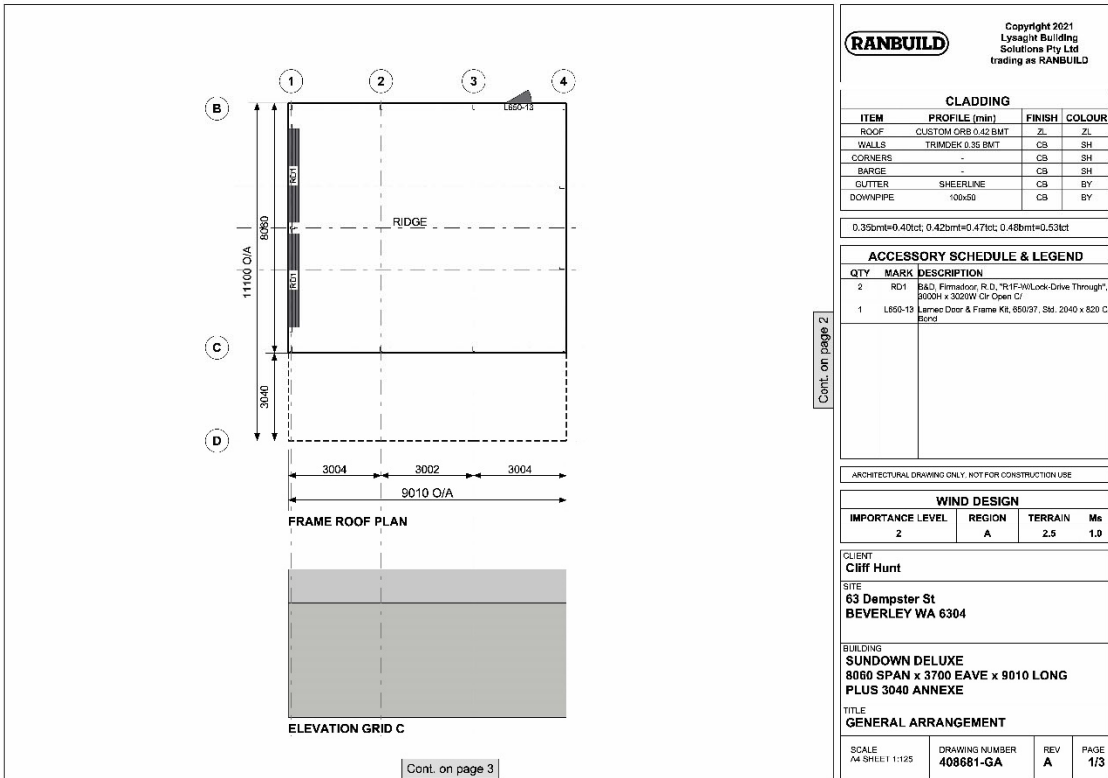 1 2 3 4
B
L650-13
RD1
RIDGE
RD1
8060
11100 O/A
C
3040
D
3004 3002 3004
9010 O/A
FRAME ROOF PLAN
ELEVATION GRID C
Cont. on page 3
Cont. on page 2
RANBUILD
Copyright 2021
Lysaght Building
Solutions Pty Ltd
trading as RANBUILD
CLADDING
ITEM PROFILE (min) FINISH COLOUR
ROOF CUSTOM ORB 0.42 BMT ZL ZL
WALLS TRIMDEK 0.35 BMT CB SH
CORNERS - CB SH
BARGE - CB SH
GUTTER SHEERLINE CB BY
DOWNPIPE 100x50 CB BY
0.35bmt=0.40tct; 0.42bmt=0.47tct; 0.48bmt=0.53tct
ACCESSORY SCHEDULE & LEGEND
QTY MARK DESCRIPTION
2 RD1 B&D, Firmadoor, R.D, "R1F-W/Lock-Drive Through",
3000H x 3020W Clr Open C/
1 L650-13 Larnec Door & Frame Kit, 650/37, Std. 2040 x 820 C
Bond
ARCHITECTURAL DRAWING ONLY, NOT FOR CONSTRUCTION USE
WIND DESIGN
IMPORTANCE LEVEL REGION TERRAIN Ms
2 A 2.5 1.0
CLIENT
Cliff Hunt
SITE
63 Dempster St
BEVERLEY WA 6304
BUILDING
SUNDOWN DELUXE
8060 SPAN x 3700 EAVE x 9010 LONG
PLUS 3040 ANNEXE
TITLE
GENERAL ARRANGEMENT
SCALE DRAWING NUMBER REV PAGE
A4 SHEET 1:125 408681-GA A 1/3